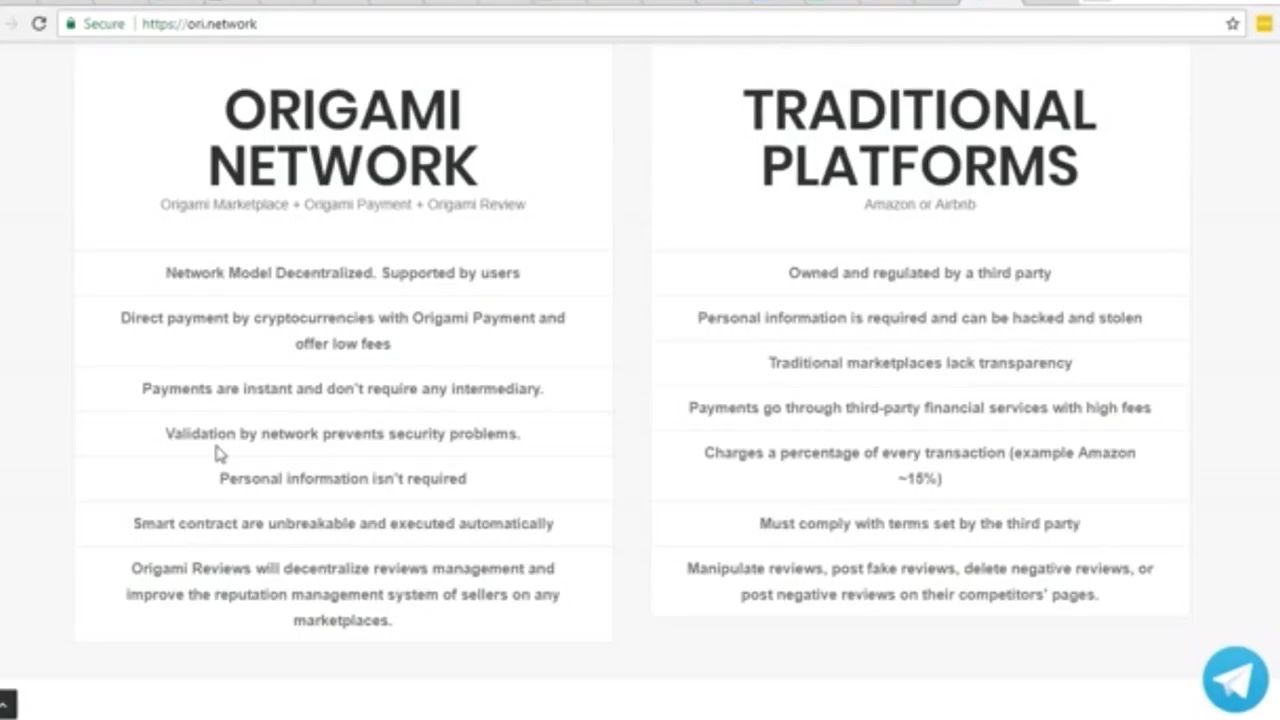 Secure
https://ori.network
ORIGAMI
NETWORK
Origami Marketplace + Origami Payment + Origami Review
Network Model Decentralized. Supported by users
Direct payment by cryptocurrencies with Origami Payment and
offer low fees
Payments are instant and don't require any intermediary.
Validation by network prevents security problems.
Personal information isn't required
Smart contract are unbreakable and executed automatically
Origami Reviews will decentralize reviews management and
improve the reputation management system of sellers on any
marketplaces.
TRADITIONAL
PLATFORMS
Amazon or Airbnb
Owned and regulated by a third party
Personal information is required and can be hacked and stolen
Traditional marketplaces lack transparency
Payments go through third-party financial services with high fees
Charges a percentage of every transaction (example Amazon
~15%)
Must comply with terms set by the third party
Manipulate reviews, post fake reviews, delete negative reviews, or
post negative reviews on their competitors' pages.